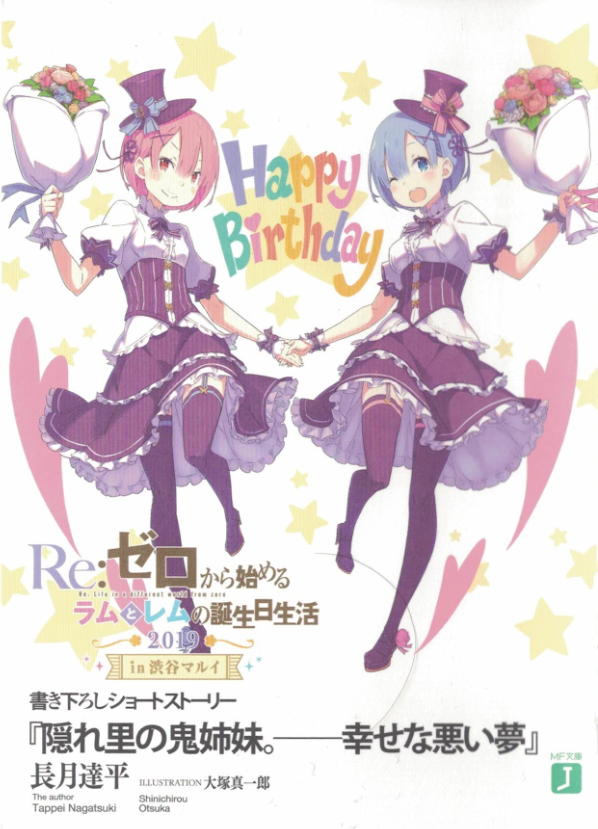 Happy
Birthday
Re:ゼロから始める
Re: Life in a different world from zero
ラムとレムの誕生日生活
2019
in 渋谷マルイ
書き下ろしショートストーリー
『隠れ里の鬼姉妹。――幸せな悪い夢』
長月達平 ILLUSTRATION 大塚真一郎
The author
Tappei Nagatsuki
Shinichirou
Otsuka
MF文庫
J